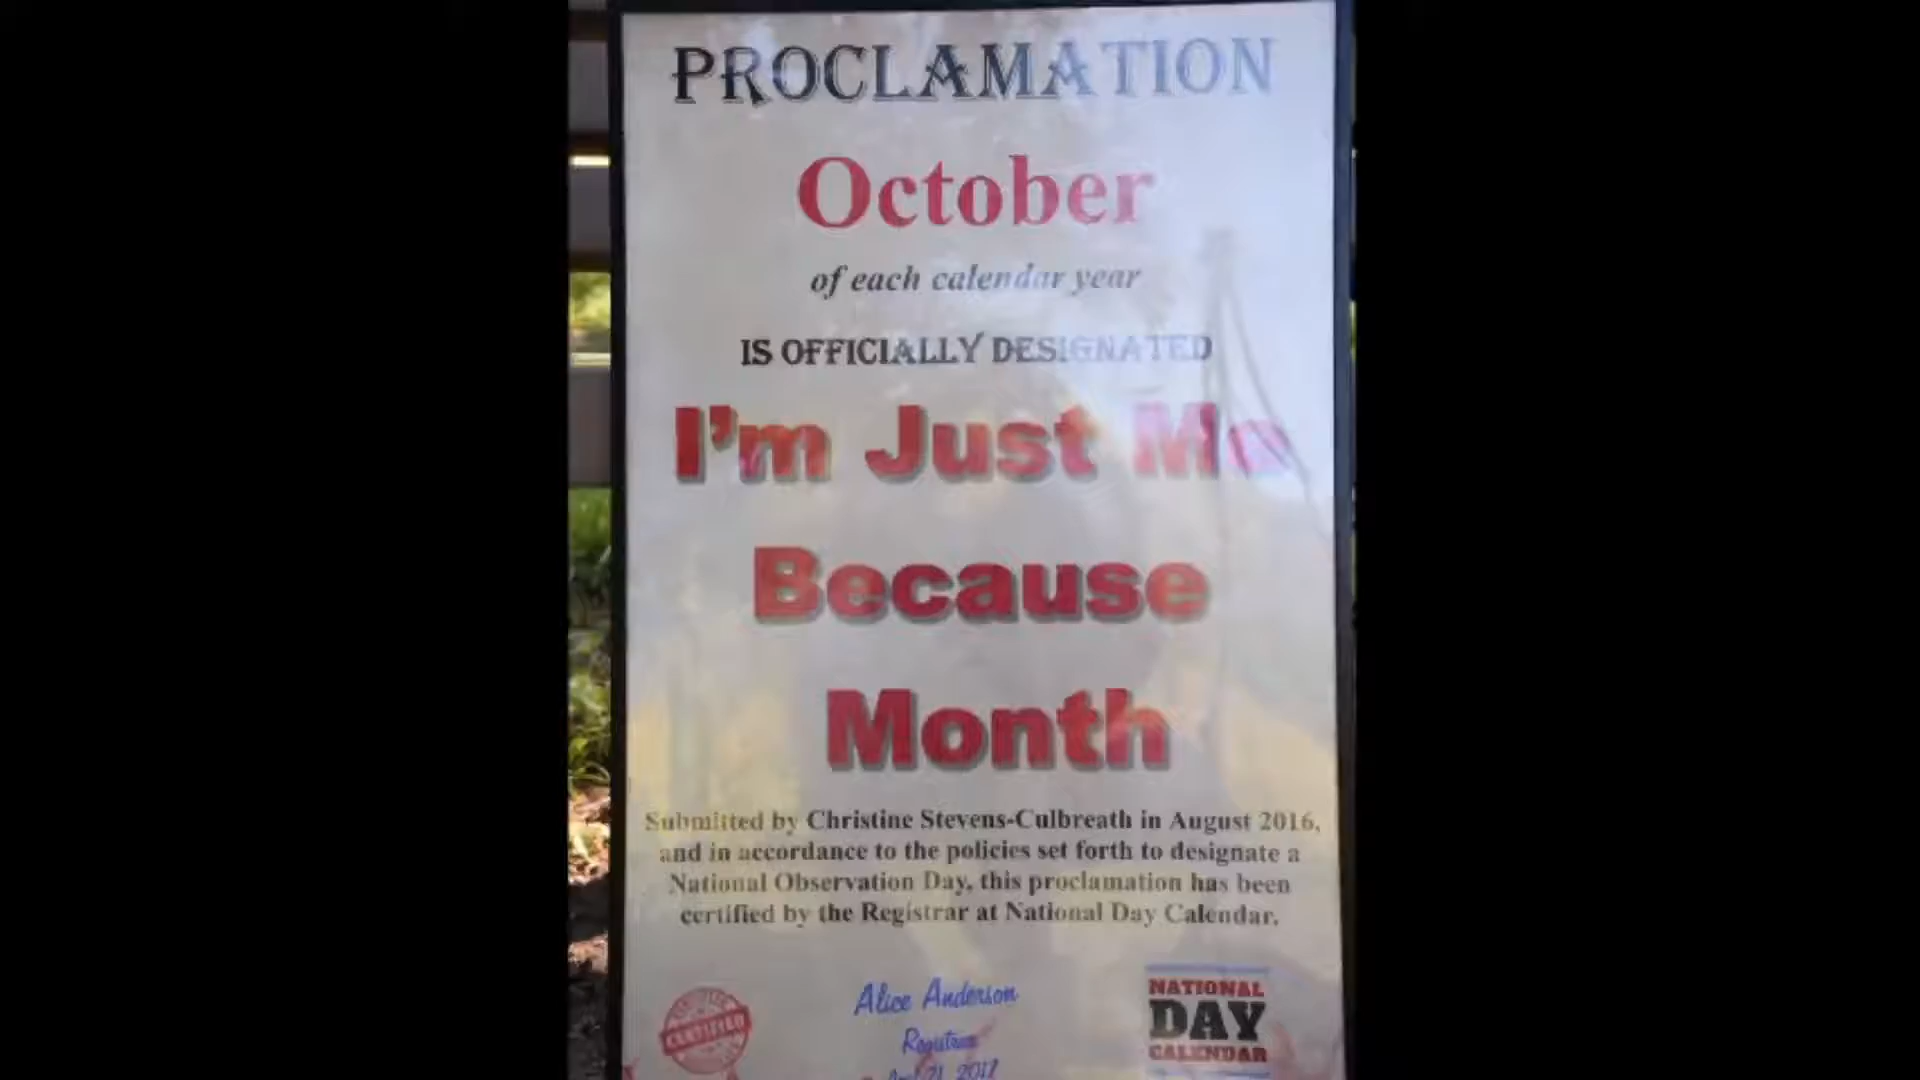 PROCLAMATION
October
of each calendar year
IS OFFICIALLY DESIGNATED
I'm Just Me
Because
Month
Submitted by Christine Stevens-Culbreath in August 2016,
and in accordance to the policies set forth to designate a
National Observation Day, this proclamation has been
certified by the Registrar at National Day Calendar.
Alice Anderson
Registrar
2017
CERTIFIED
NATIONAL
DAY
CALENDAR